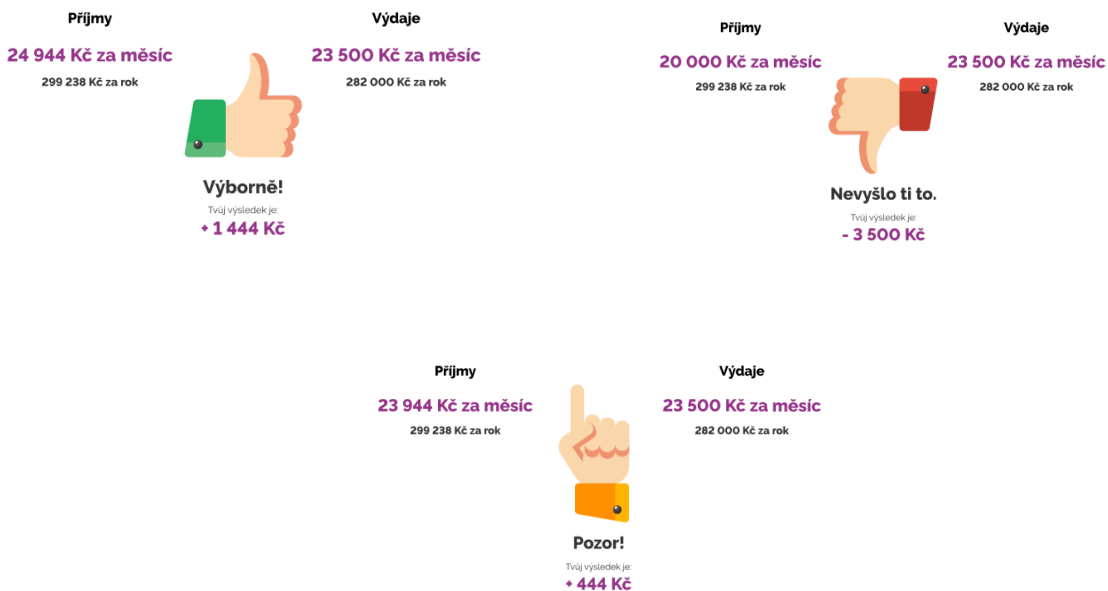 Příjmy
Výdaje
24 944 Kč za měsíc
23 500 Kč za měsíc
299 238 Kč za rok
282 000 Kč za rok
Výborně!
Tvůj výsledek je:
+ 1 444 Kč
Příjmy
Výdaje
20 000 Kč za měsíc
23 500 Kč za měsíc
299 238 Kč za rok
282 000 Kč za rok
Nevyšlo ti to.
Tvůj výsledek je:
- 3 500 Kč
Příjmy
Výdaje
23 944 Kč za měsíc
23 500 Kč za měsíc
299 238 Kč za rok
282 000 Kč za rok
Pozor!
Tvůj výsledek je:
+ 444 Kč